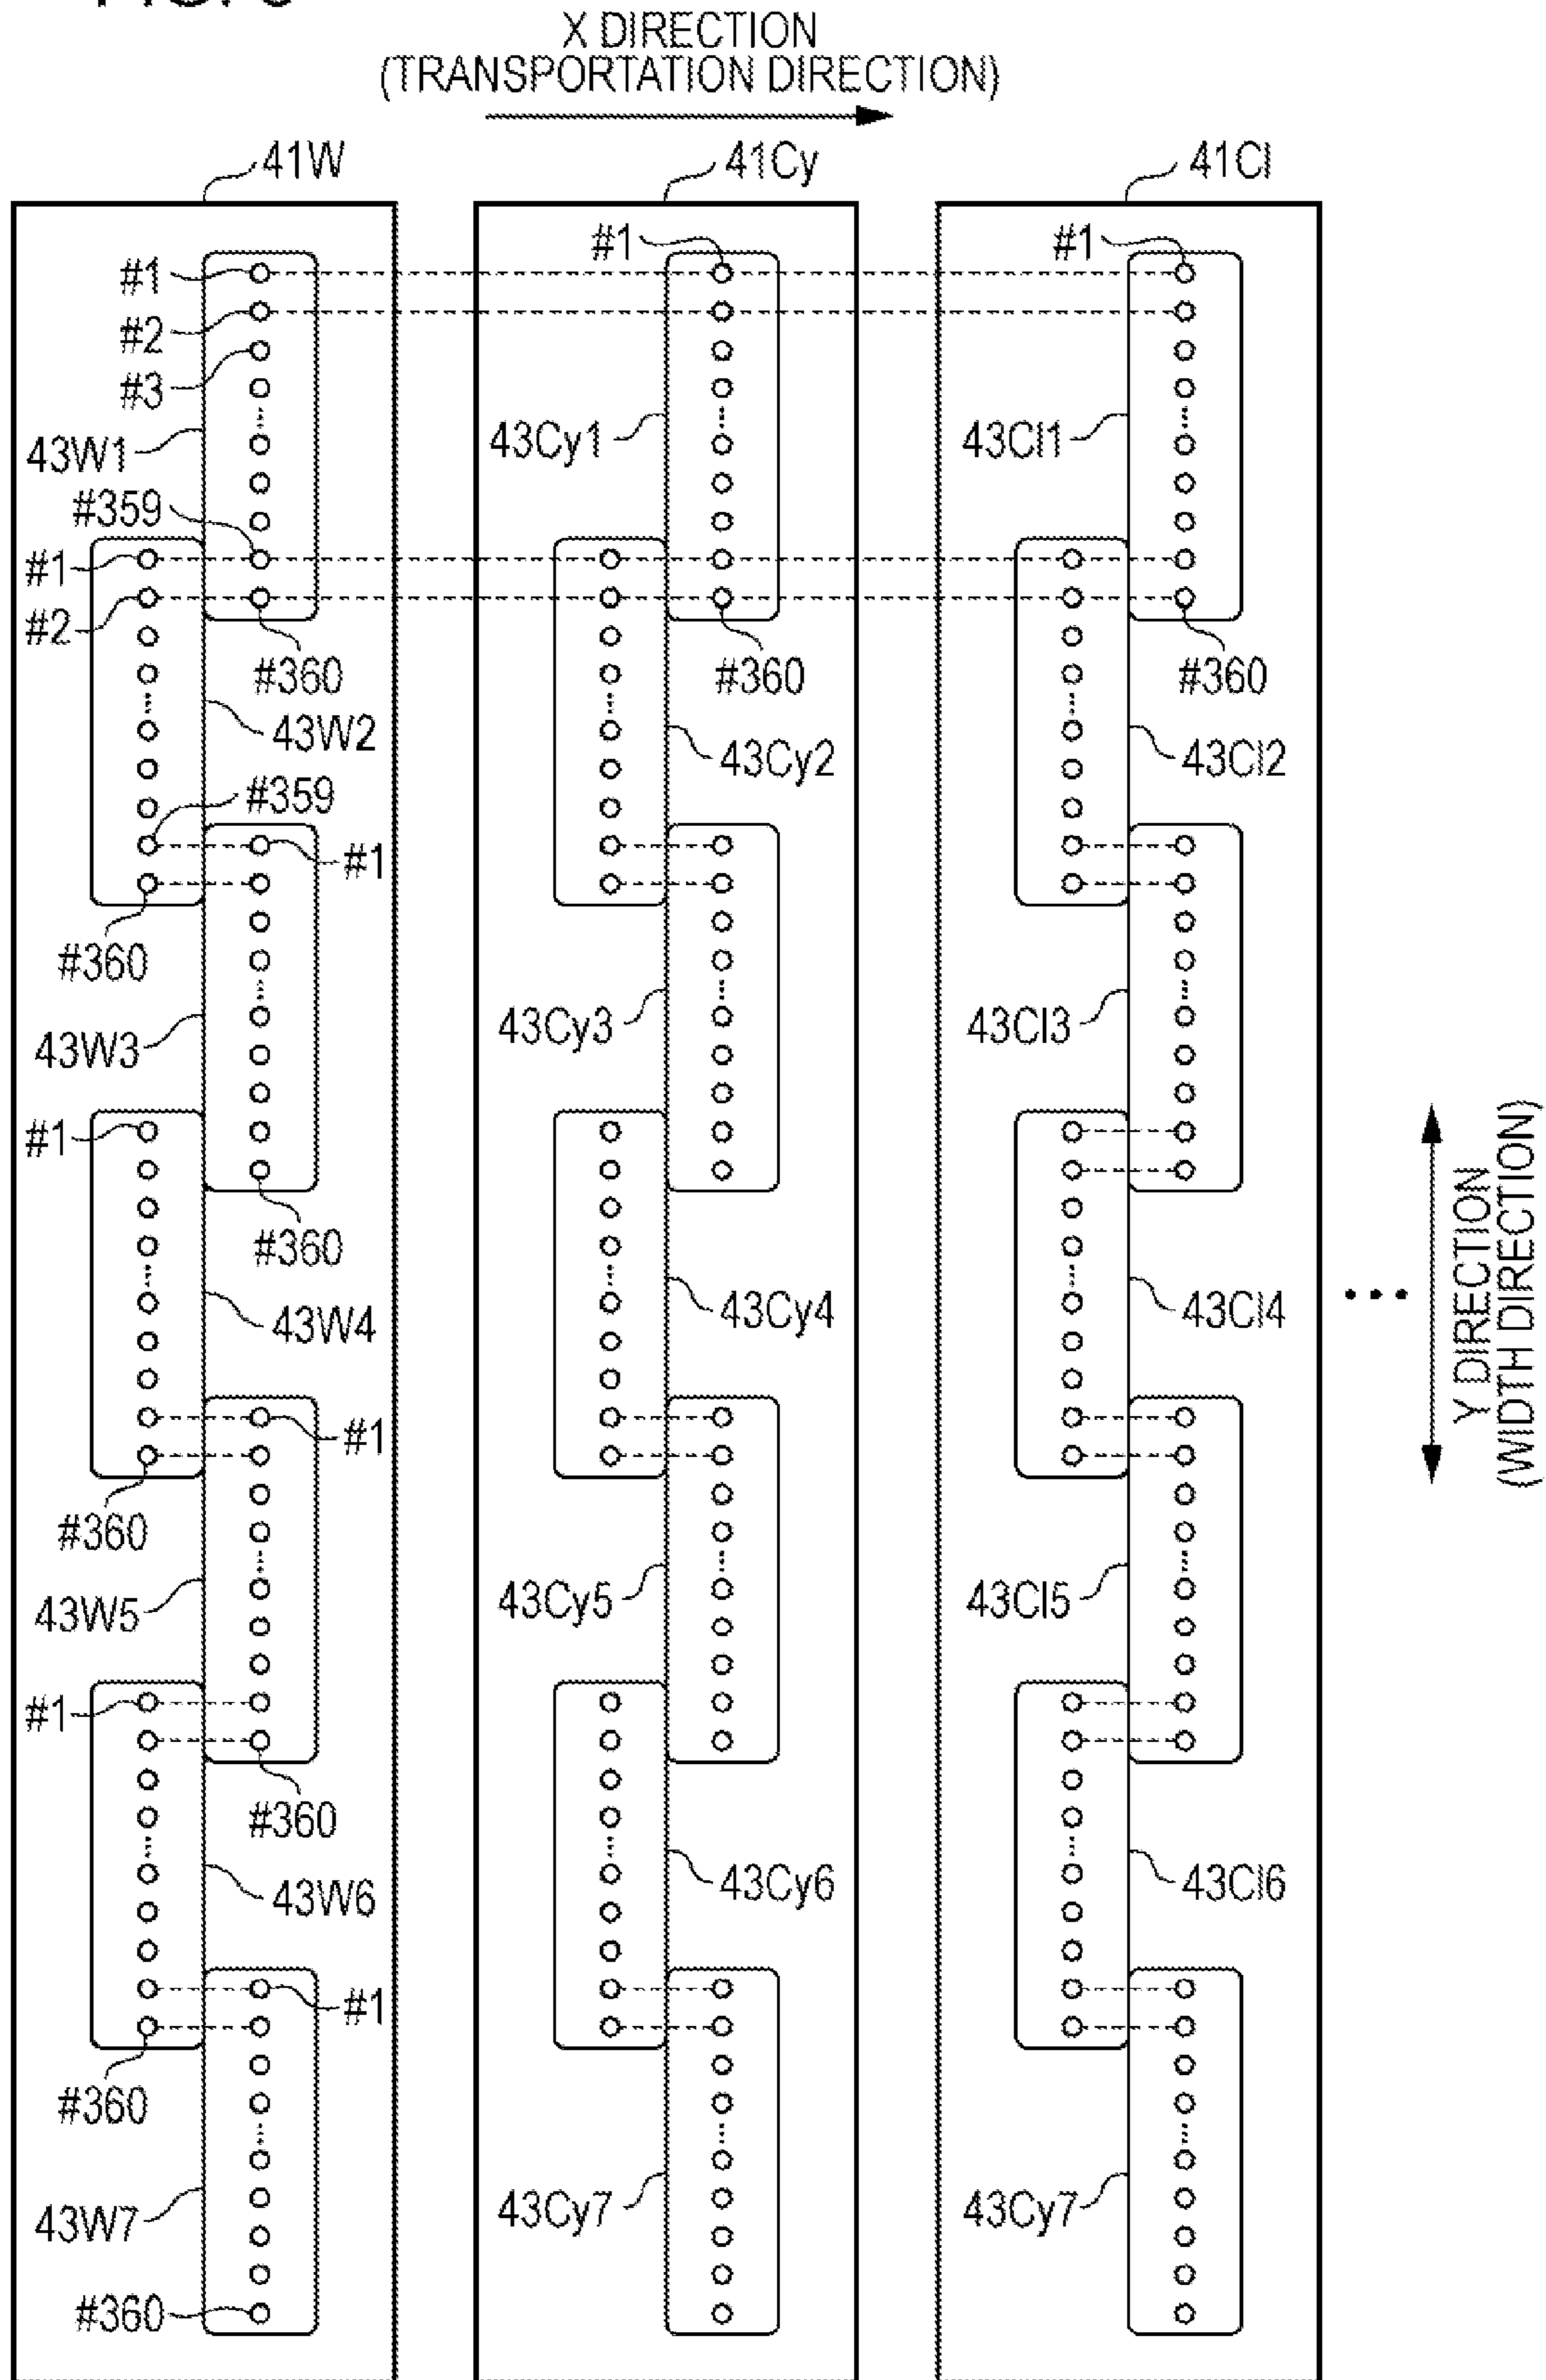 X DIRECTION
(TRANSPORTATION DIRECTION)
41W
41Cy
41Cl
#1
#1
#1
#2
#3
43W1
43Cy1
43Cl1
#359
#1
#2
#360
#360
#360
43W2
43Cy2
43Cl2
#359
#1
#360
43W3
43Cy3
43Cl3
#1
#360
43W4
43Cy4
43Cl4
Y DIRECTION
(WIDTH DIRECTION)
#1
#360
43W5
43Cy5
43Cl5
#1
#360
43W6
43Cy6
43Cl6
#1
#360
43W7
43Cy7
43Cy7
#360